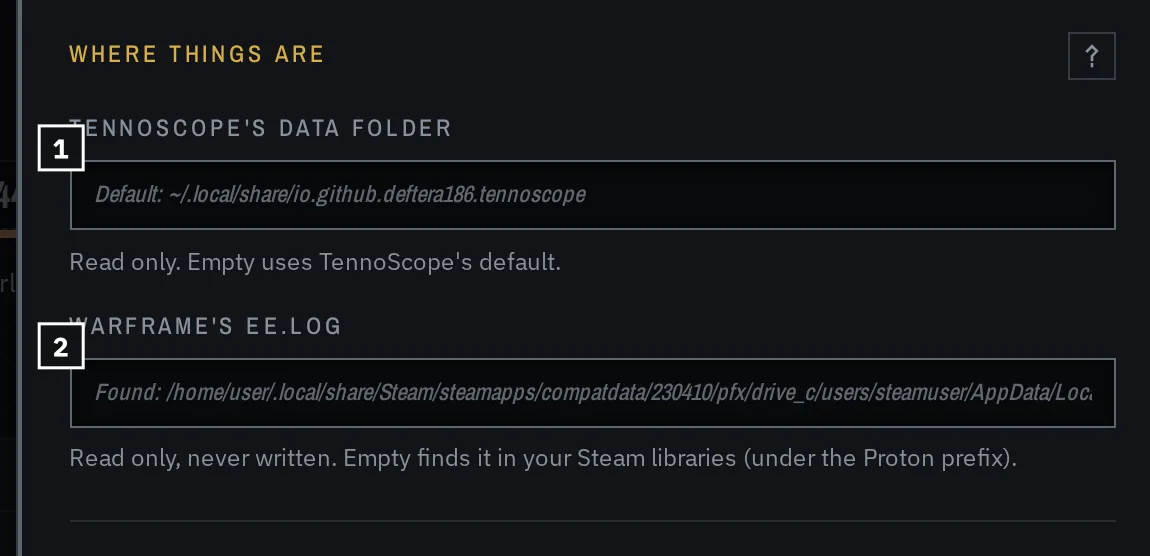 WHERE THINGS ARE
?
TENNOSCOPE'S DATA FOLDER
1
Default: ~/.local/share/io.github.deftera186.tennoscope
Read only. Empty uses TennoScope's default.
WARFRAME'S EE.LOG
2
Found: /home/user/.local/share/Steam/steamapps/compatdata/230410/pfx/drive_c/users/steamuser/AppData/Loc
Read only, never written. Empty finds it in your Steam libraries (under the Proton prefix).